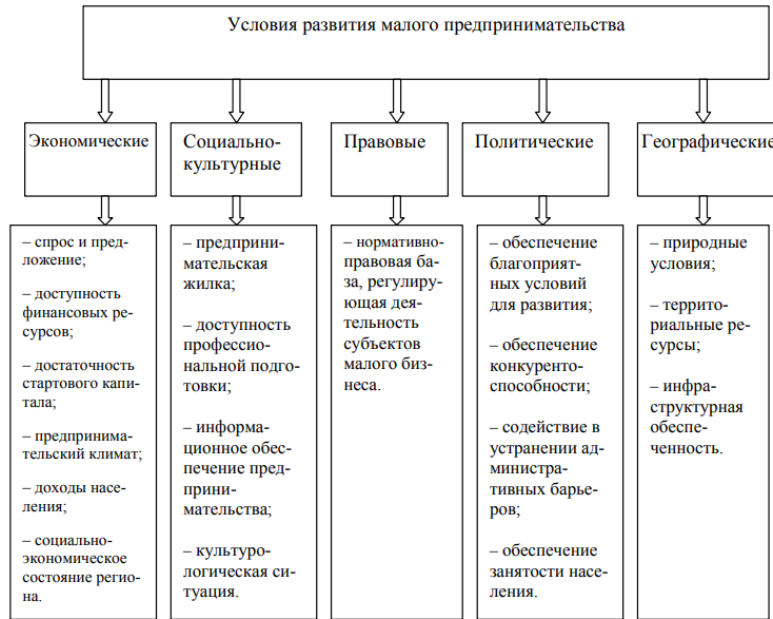 Условия развития малого предпринимательства
Экономические
Социально-
культурные
Правовые
Политические
Географические
– спрос и пред-
ложение;
– доступность
финансовых ре-
сурсов;
– достаточность
стартового капи-
тала;
– предпринима-
тельский климат;
– доходы насе-
ления;
– социально-
экономическое
состояние регио-
на.
– предприни-
мательская
жилка;
– доступность
профессио-
нальной подго-
товки;
– информа-
ционное обес-
печение пред-
принима-
тельства;
– культуро-
логическая си-
туация.
– нормативно-
правовая ба-
за, регулиру-
ющая дея-
тельность
субъектов
малого биз-
неса.
– обеспечение
благоприят-
ных условий
для развития;
– обеспечение
конкуренто-
способности;
– содействие в
устранении ад-
министра-
тивных барье-
ров;
– обеспечение
занятости насе-
ления.
– природные
условия;
– террито-
риальные ре-
сурсы;
– инфра-
структурная
обеспе-
ченность.